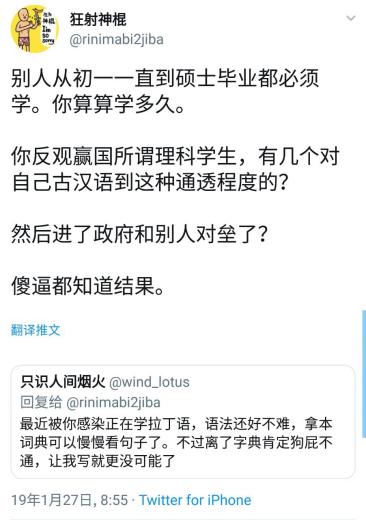 狂射神棍
@rinimabi2jiba
别人从初一一直到硕士毕业都必须
学。你算算学多久。
你反观赢国所谓理科学生，有几个对
自己古汉语到这种通透程度的？
然后进了政府和别人对垒了？
傻逼都知道结果。
翻译推文
只识人间烟火 @wind_lotus
回复给 @rinimabi2jiba
最近被你感染正在学拉丁语，语法还好不难，拿本
词典可以慢慢看句子了。不过离了字典肯定狗屁不
通，让我写就更没可能了
19年1月27日, 8:55 · Twitter for iPhone